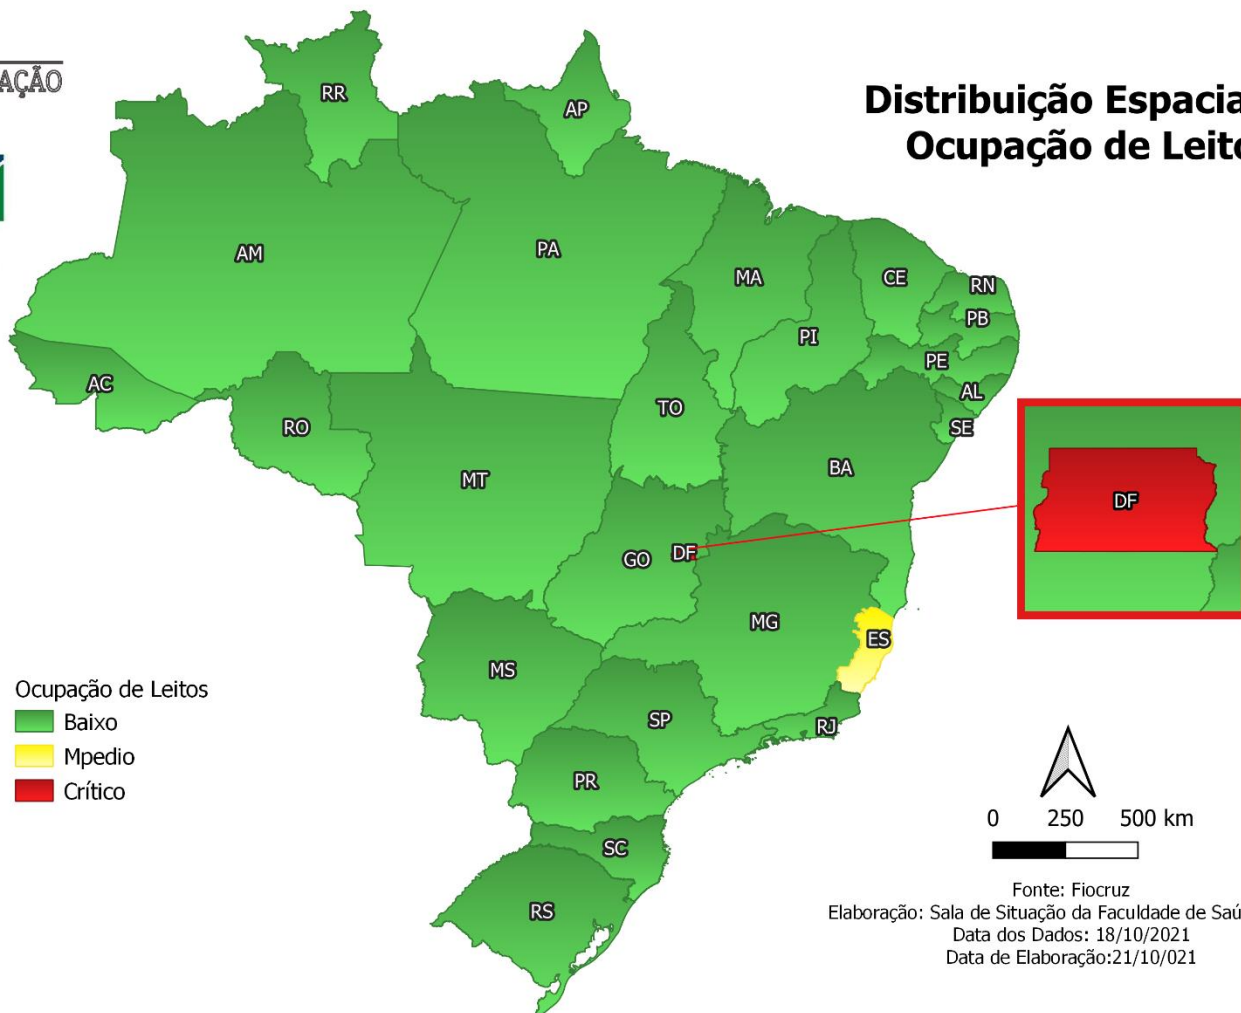 AÇÃO
Distribuição Espacia
Ocupação de Leito
RR
AP
AM
PA
MA
CE
RN
PB
PI
PE
AC
AL
TO
RO
SE
BA
MT
DF
GO
DF
MG
ES
MS
SP
RJ
PR
SC
RS
Ocupação de Leitos
Baixo
Mpedio
Crítico
0 250 500 km
Fonte: Fiocruz
Elaboração: Sala de Situação da Faculdade de Saú
Data dos Dados: 18/10/2021
Data de Elaboração:21/10/021